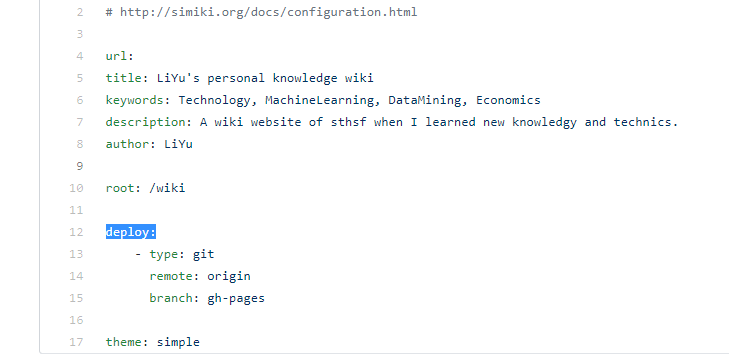 2 # http://simiki.org/docs/configuration.html
3
4 url:
5 title: LiYu's personal knowledge wiki
6 keywords: Technology, MachineLearning, DataMining, Economics
7 description: A wiki website of sthsf when I learned new knowledgy and technics.
8 author: LiYu
9
10 root: /wiki
11
12 deploy:
13     - type: git
14       remote: origin
15       branch: gh-pages
16
17 theme: simple